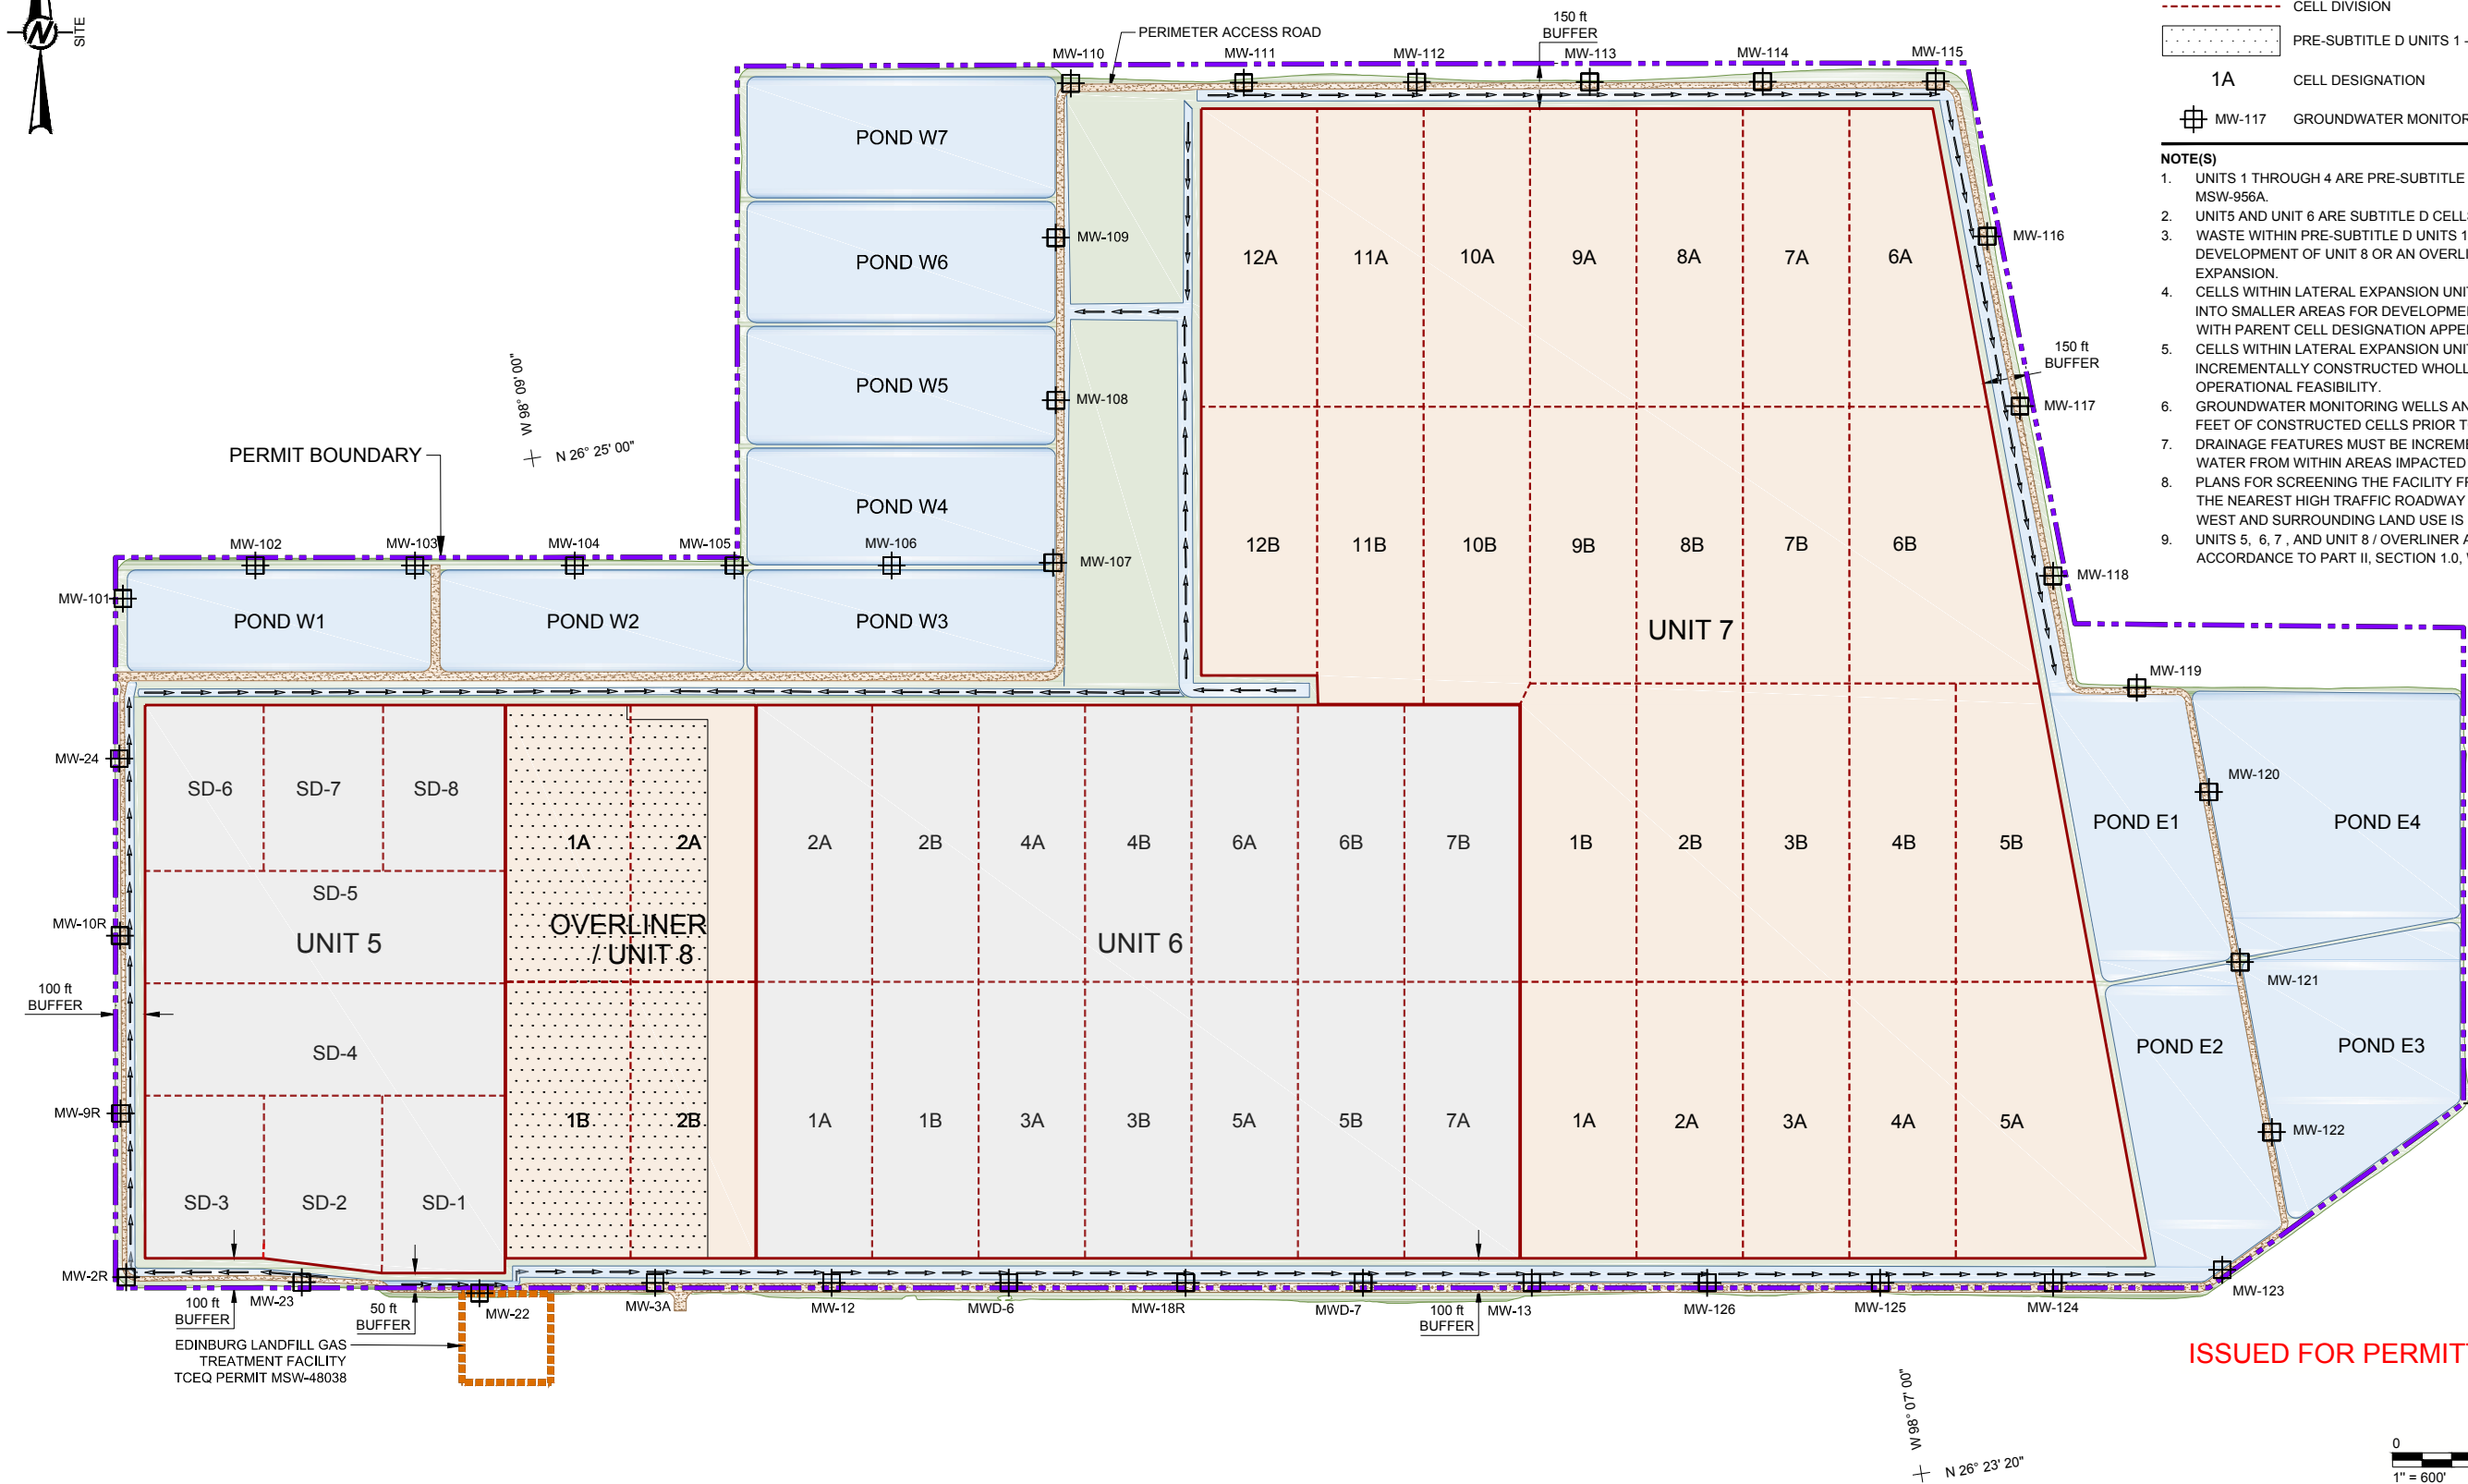 N
SITE
PERIMETER ACCESS ROAD
150 ft
BUFFER
MW-110
MW-111
MW-112
MW-113
MW-114
MW-115
CELL DIVISION
PRE-SUBTITLE D UNITS 1 -
1A CELL DESIGNATION
MW-117 GROUNDWATER MONITOR
NOTE(S)
1. UNITS 1 THROUGH 4 ARE PRE-SUBTITLE
MSW-956A.
2. UNIT5 AND UNIT 6 ARE SUBTITLE D CELLS
3. WASTE WITHIN PRE-SUBTITLE D UNITS 1
DEVELOPMENT OF UNIT 8 OR AN OVERLI
EXPANSION.
4. CELLS WITHIN LATERAL EXPANSION UNIT
INTO SMALLER AREAS FOR DEVELOPME
WITH PARENT CELL DESIGNATION APPE
5. CELLS WITHIN LATERAL EXPANSION UNIT
INCREMENTALLY CONSTRUCTED WHOLL
OPERATIONAL FEASIBILITY.
6. GROUNDWATER MONITORING WELLS AN
FEET OF CONSTRUCTED CELLS PRIOR T
7. DRAINAGE FEATURES MUST BE INCREME
WATER FROM WITHIN AREAS IMPACTED
8. PLANS FOR SCREENING THE FACILITY FR
THE NEAREST HIGH TRAFFIC ROADWAY
WEST AND SURROUNDING LAND USE IS
9. UNITS 5, 6, 7 , AND UNIT 8 / OVERLINER A
ACCORDANCE TO PART II, SECTION 1.0,
POND W7
MW-109
POND W6
12A
11A
10A
9A
8A
7A
6A
MW-116
150 ft
BUFFER
POND W5
MW-108
MW-117
W 98° 09' 00"
N 26° 25' 00"
PERMIT BOUNDARY
POND W4
MW-102
MW-103
MW-104
MW-105
MW-106
MW-107
12B
11B
10B
9B
8B
7B
6B
MW-118
MW-101
POND W1
POND W2
POND W3
UNIT 7
MW-119
MW-24
SD-6
SD-7
SD-8
MW-120
1A
2A
2A
2B
4A
4B
6A
6B
7B
1B
2B
3B
4B
5B
POND E1
POND E4
SD-5
MW-10R
UNIT 5
OVERLINER
/ UNIT 8
UNIT 6
MW-121
100 ft
BUFFER
SD-4
POND E2
POND E3
MW-9R
1B
2B
1A
1B
3A
3B
5A
5B
7A
1A
2A
3A
4A
5A
MW-122
SD-3
SD-2
SD-1
MW-2R
100 ft
BUFFER
MW-23
50 ft
BUFFER
MW-22
MW-3A
MW-12
MWD-6
MW-18R
MWD-7
100 ft
BUFFER
MW-13
MW-126
MW-125
MW-124
MW-123
EDINBURG LANDFILL GAS
TREATMENT FACILITY
TCEQ PERMIT MSW-48038
ISSUED FOR PERMIT
W 98° 07' 00"
N 26° 23' 20"
0
1" = 600'